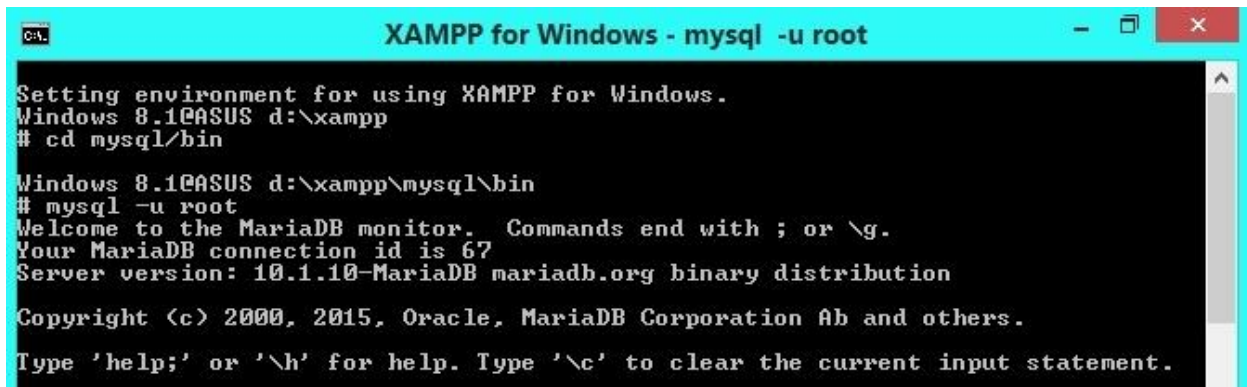 XAMPP for Windows - mysql -u root
Setting environment for using XAMPP for Windows.
Windows 8.1@ASUS d:\xampp
# cd mysql/bin
Windows 8.1@ASUS d:\xampp\mysql\bin
# mysql -u root
Welcome to the MariaDB monitor.  Commands end with ; or \g.
Your MariaDB connection id is 67
Server version: 10.1.10-MariaDB mariadb.org binary distribution
Copyright (c) 2000, 2015, Oracle, MariaDB Corporation Ab and others.
Type 'help;' or '\h' for help. Type '\c' to clear the current input statement.